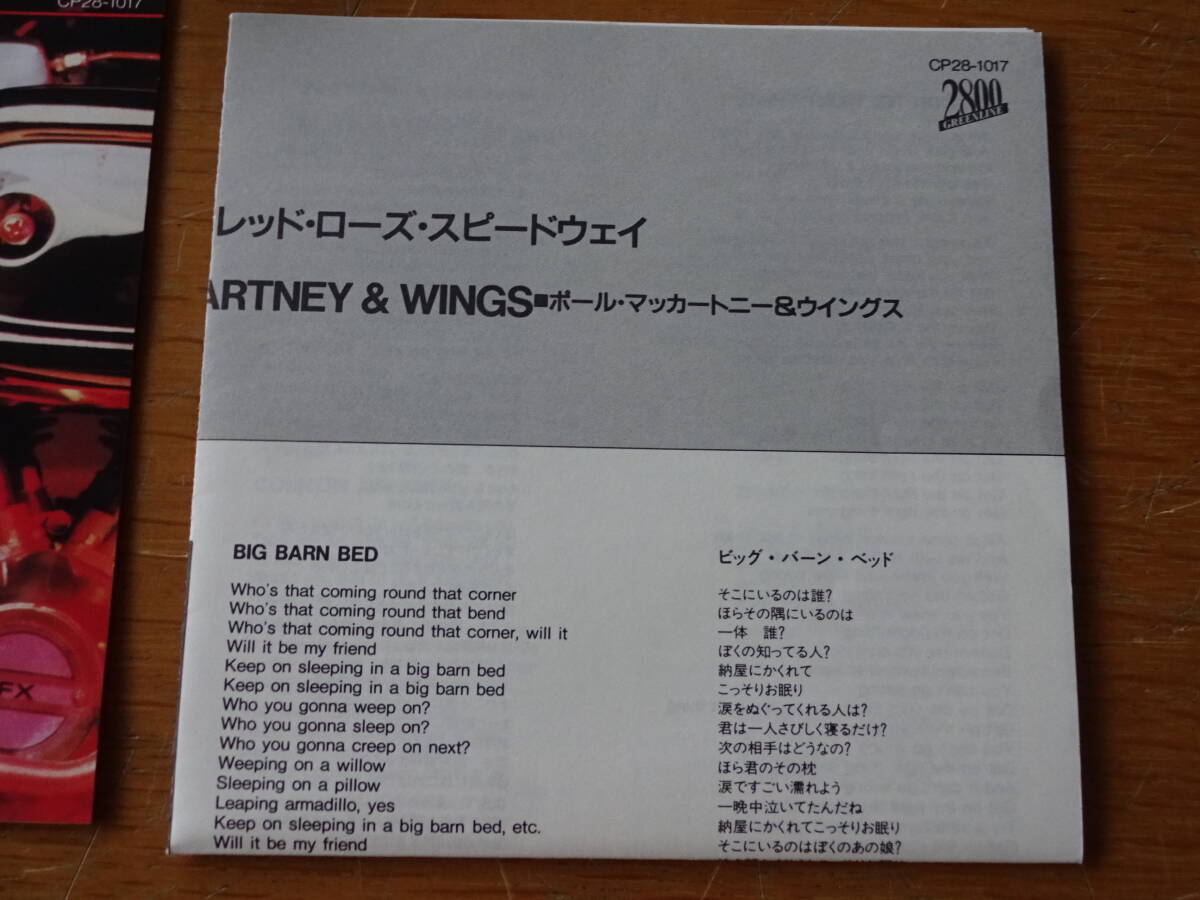 CP28-1017
CP28-1017
2800
GREENLINE
レッド・ローズ・スピードウェイ
ARTNEY & WINGS■ポール・マッカートニー&ウイングス
BIG BARN BED
Who's that coming round that corner
Who's that coming round that bend
Who's that coming round that corner, will it
Will it be my friend
Keep on sleeping in a big barn bed
Keep on sleeping in a big barn bed
Who you gonna weep on?
Who you gonna sleep on?
Who you gonna creep on next?
Weeping on a willow
Sleeping on a pillow
Leaping armadillo, yes
Keep on sleeping in a big barn bed, etc.
Will it be my friend
ビッグ・バーン・ベッド
そこにいるのは誰?
ほらその隅にいるのは
一体 誰?
ぼくの知ってる人?
納屋にかくれて
こっそりお眠り
涙をぬぐってくれる人は?
君は一人さびしく寝るだけ?
次の相手はどうなの?
ほら君のその枕
涙ですごい濡れよう
一晩中泣いてたんだね
納屋にかくれてこっそりお眠り
そこにいるのはぼくのあの娘?
FX